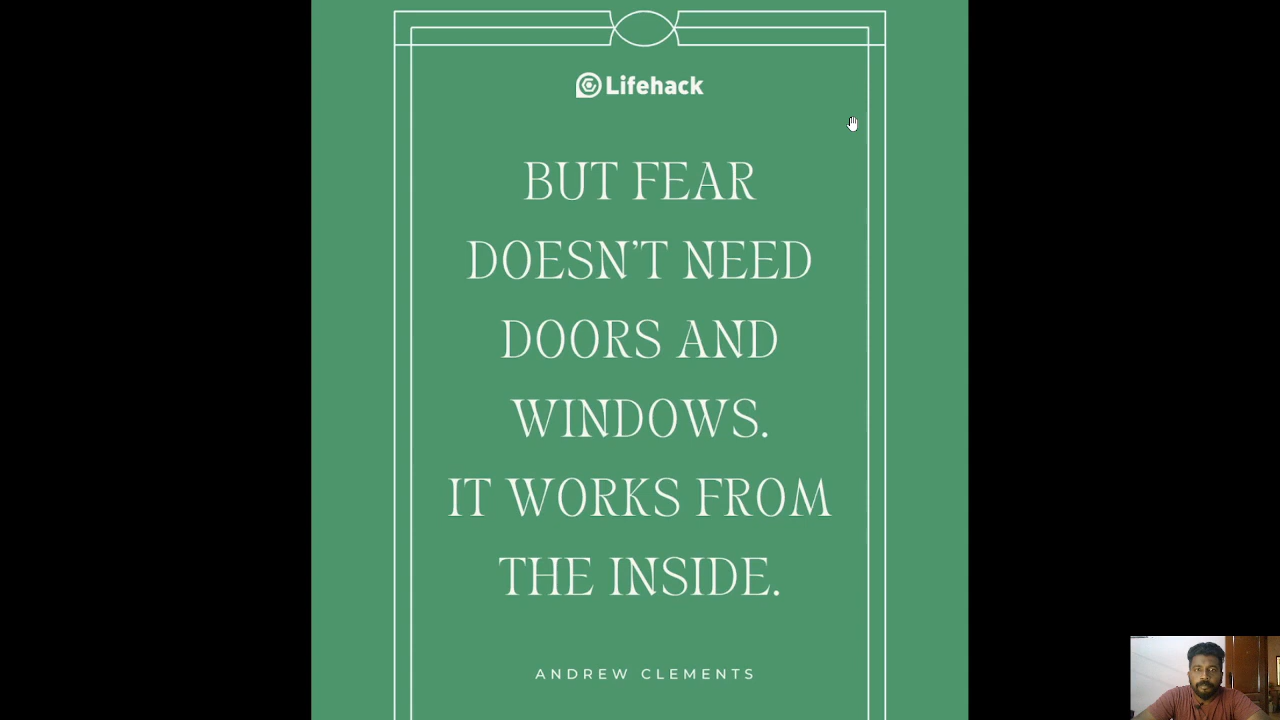 Lifehack
BUT FEAR
DOESN'T NEED
DOORS AND
WINDOWS.
IT WORKS FROM
THE INSIDE.
ANDREW CLEMENTS